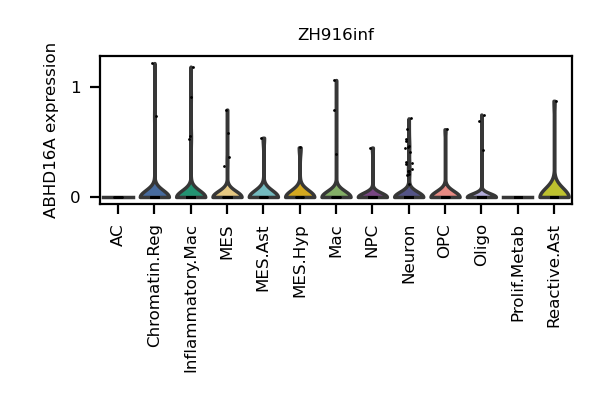 ZH916inf
ABHD16A expression
1
0
AC
Chromatin.Reg
Inflammatory.Mac
MES
MES.Ast
MES.Hyp
Mac
NPC
Neuron
OPC
Oligo
Prolif.Metab
Reactive.Ast